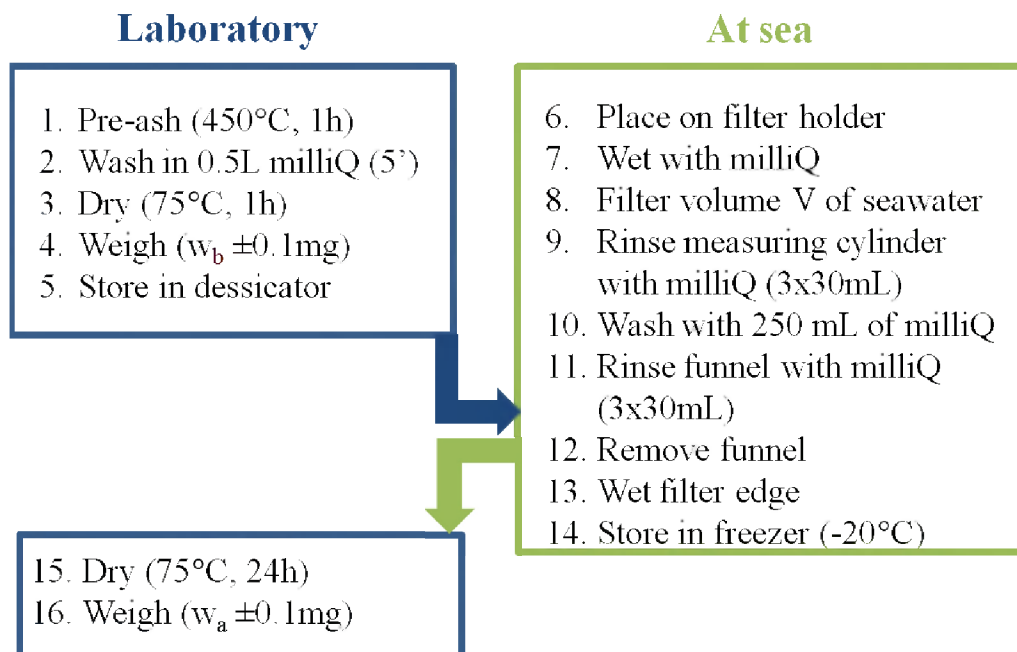 Laboratory
1. Pre-ash (450°C, 1h)
2. Wash in 0.5L milliQ (5’)
3. Dry (75°C, 1h)
4. Weigh (wb ±0.1mg)
5. Store in dessicator
At sea
6. Place on filter holder
7. Wet with milliQ
8. Filter volume V of seawater
9. Rinse measuring cylinder
with milliQ (3x30mL)
10. Wash with 250 mL of milliQ
11. Rinse funnel with milliQ
(3x30mL)
12. Remove funnel
13. Wet filter edge
14. Store in freezer (-20°C)
15. Dry (75°C, 24h)
16. Weigh (wa ±0.1mg)